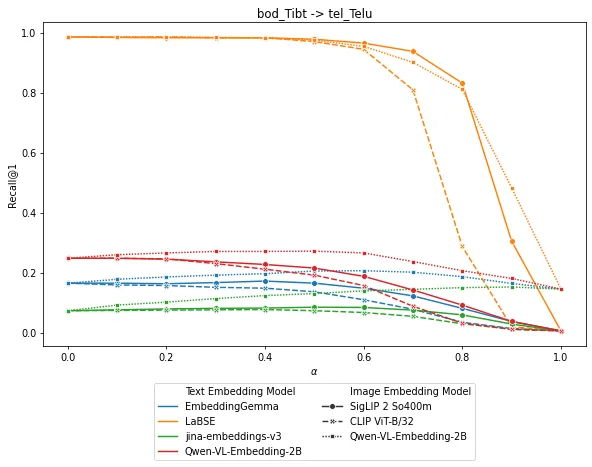 bod_Tibt -> tel_Telu
1.0
0.8
0.6
0.4
0.2
0.0
Recall@1
0.0 0.2 0.4 0.6 0.8 1.0
α
Text Embedding Model
EmbeddingGemma
LaBSE
jina-embeddings-v3
Qwen-VL-Embedding-2B
Image Embedding Model
SigLIP 2 So400m
CLIP ViT-B/32
Qwen-VL-Embedding-2B